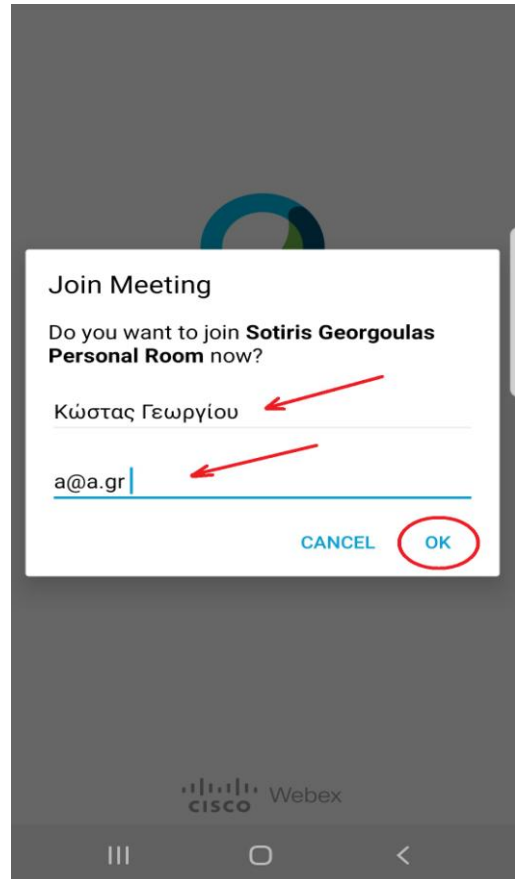 Join Meeting
Do you want to join Sotiris Georgoulas
Personal Room now?
Κώστας Γεωργίου
a@a.gr
CANCEL OK
CISCO Webex